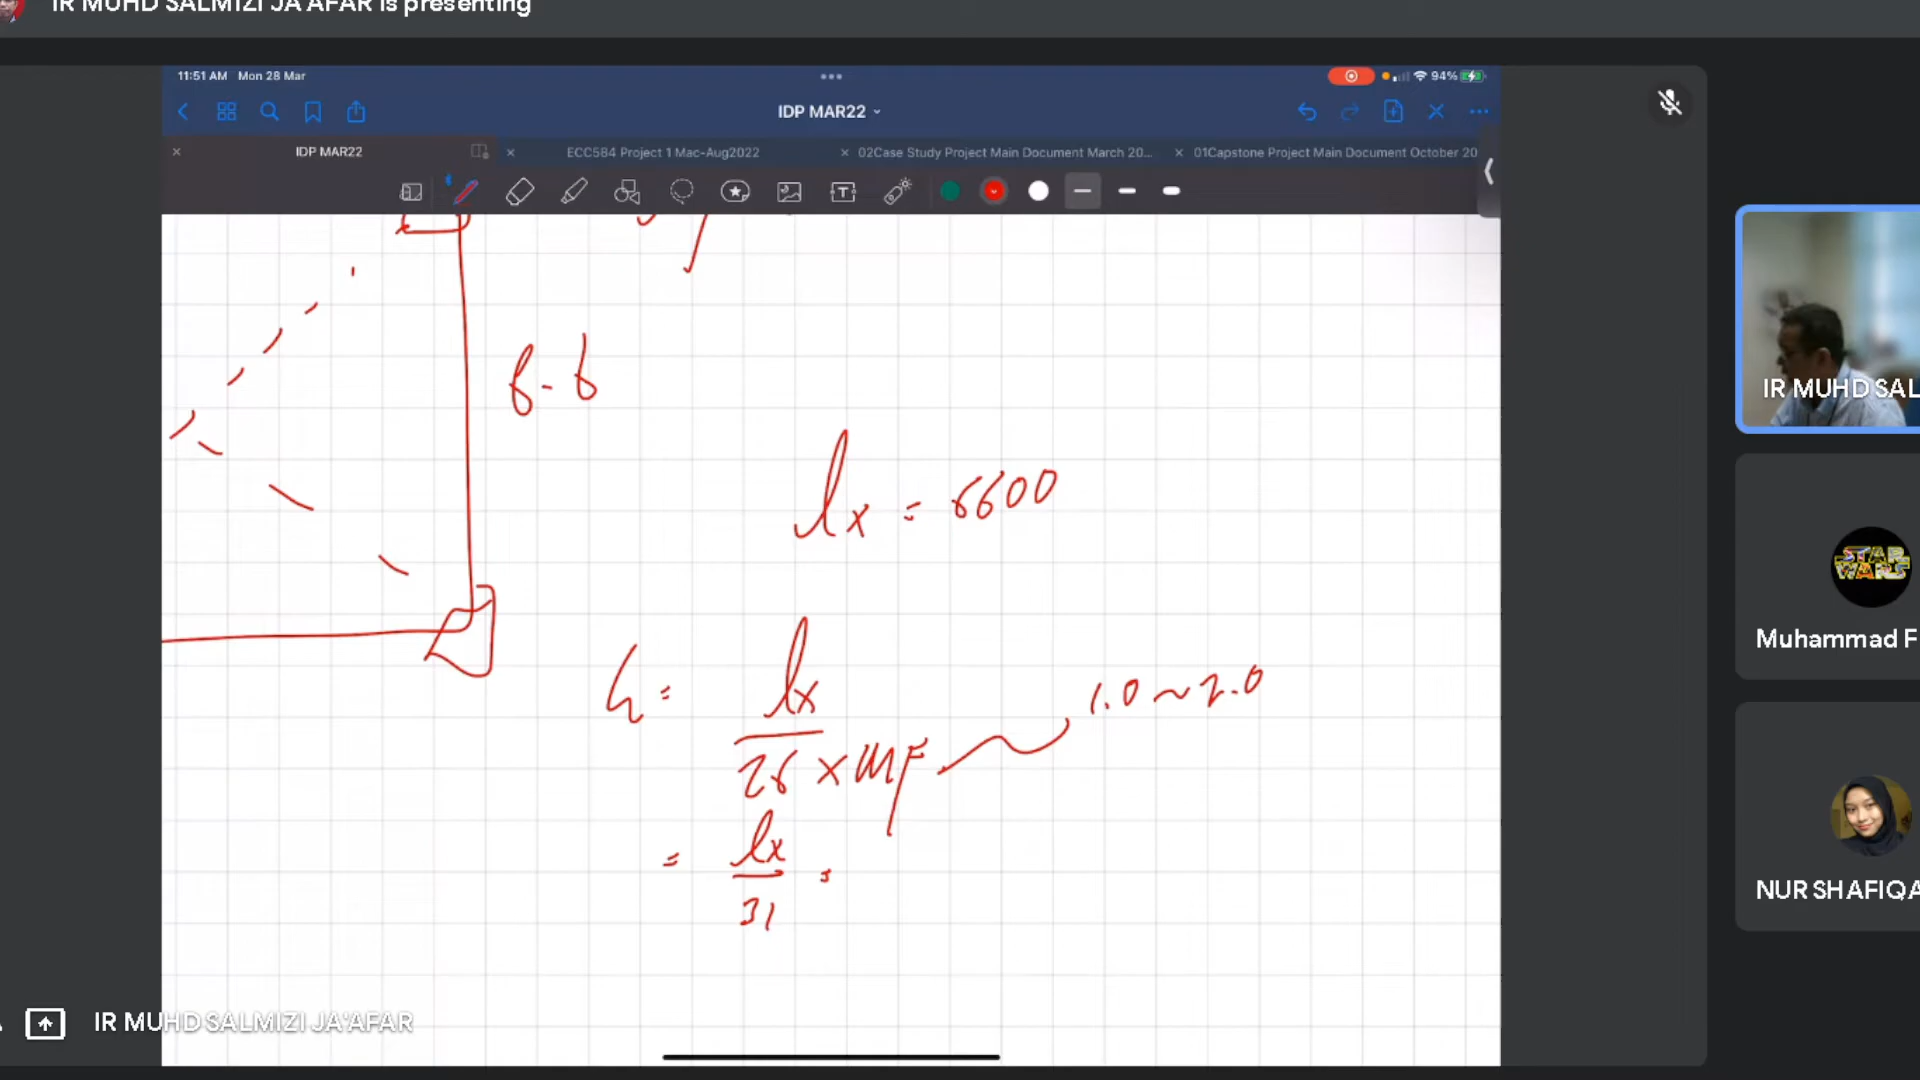 IR MUHD SALMIZI JA'AFAR is presenting
11:51 AM Mon 28 Mar
94%
IDP MAR22
IDP MAR22
ECC584 Project 1 Mac-Aug2022
02Case Study Project Main Document March 20...
01Capstone Project Main Document October 20
6.6
lx = 6600
h = lx
26 x MF 1.0 ~ 2.0
= lx =
31
IR MUHD SAL
STAR WARS
Muhammad F
NUR SHAFIQA
IR MUHD SALMIZI JA'AFAR